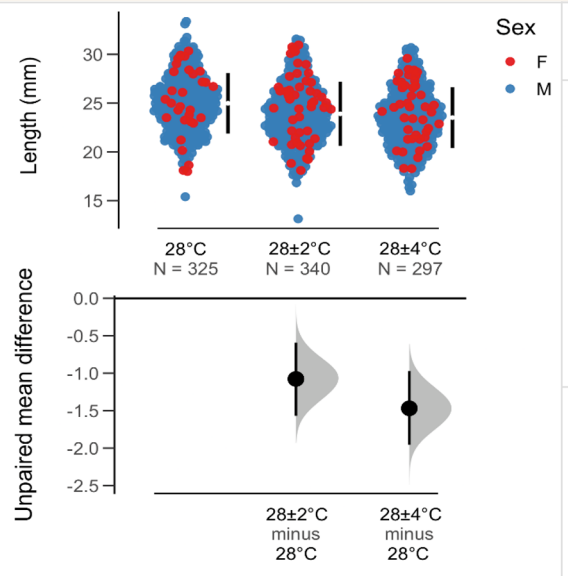 Sex
F
M
Length (mm)
30
25
20
15
28°C
N = 325
28±2°C
N = 340
28±4°C
N = 297
Unpaired mean difference
0.0
-0.5
-1.0
-1.5
-2.0
-2.5
28±2°C
minus
28°C
28±4°C
minus
28°C